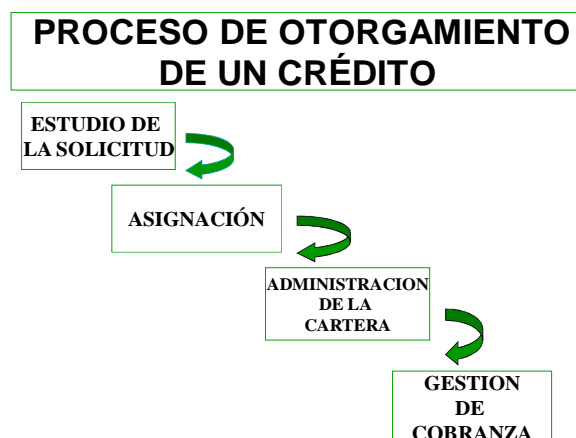 PROCESO DE OTORGAMIENTO
DE UN CRÉDITO
ESTUDIO DE
LA SOLICITUD
ASIGNACIÓN
ADMINISTRACION
DE LA
CARTERA
GESTION
DE
COBRANZA